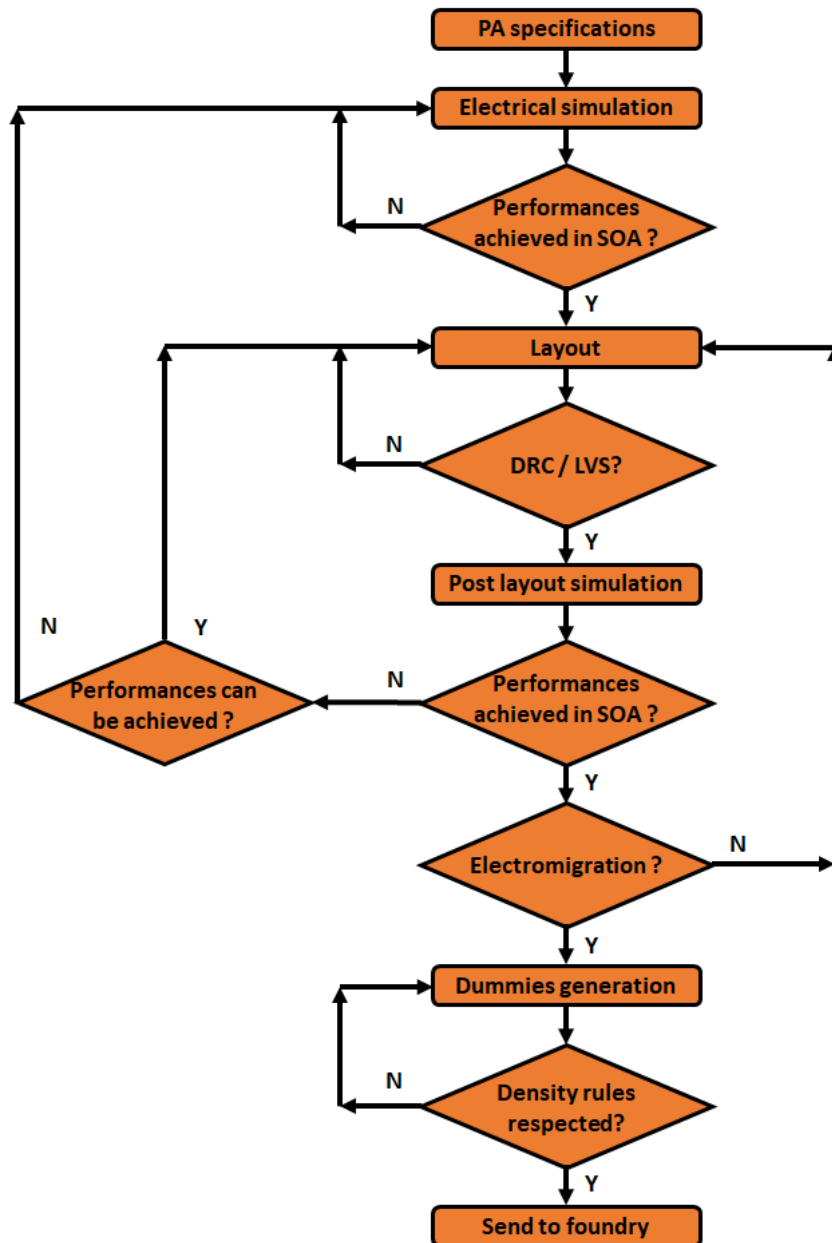 PA specifications
Electrical simulation
N
Performances
achieved in SOA ?
Y
Layout
N
DRC / LVS?
Y
Post layout simulation
N
Y
Performances can
be achieved ?
N
Performances
achieved in SOA ?
Y
Electromigration ?
N
Y
Dummies generation
N
Density rules
respected?
Y
Send to foundry